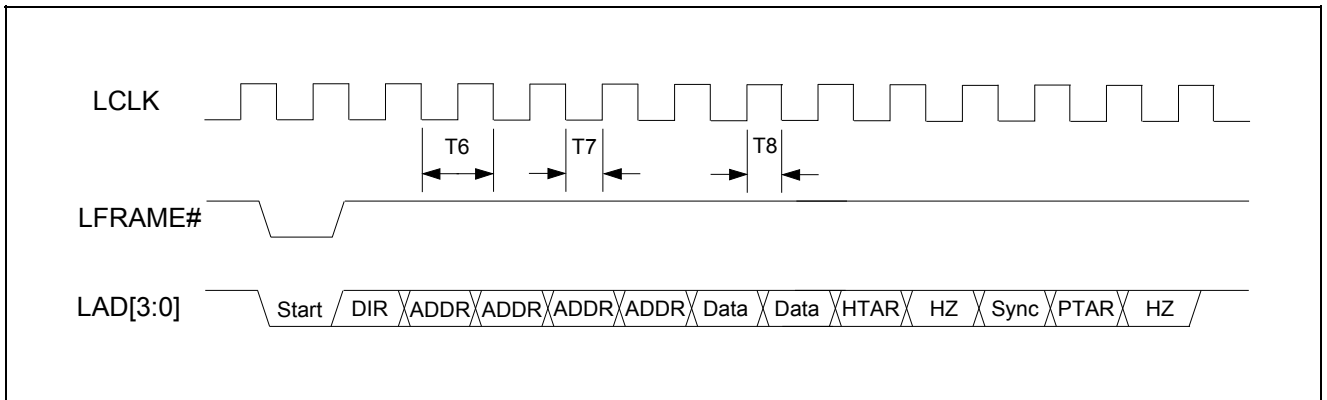 LCLK
T6 T7 T8
LFRAME#
LAD[3:0] Start DIR ADDR ADDR ADDR ADDR Data Data HTAR HZ Sync PTAR HZ